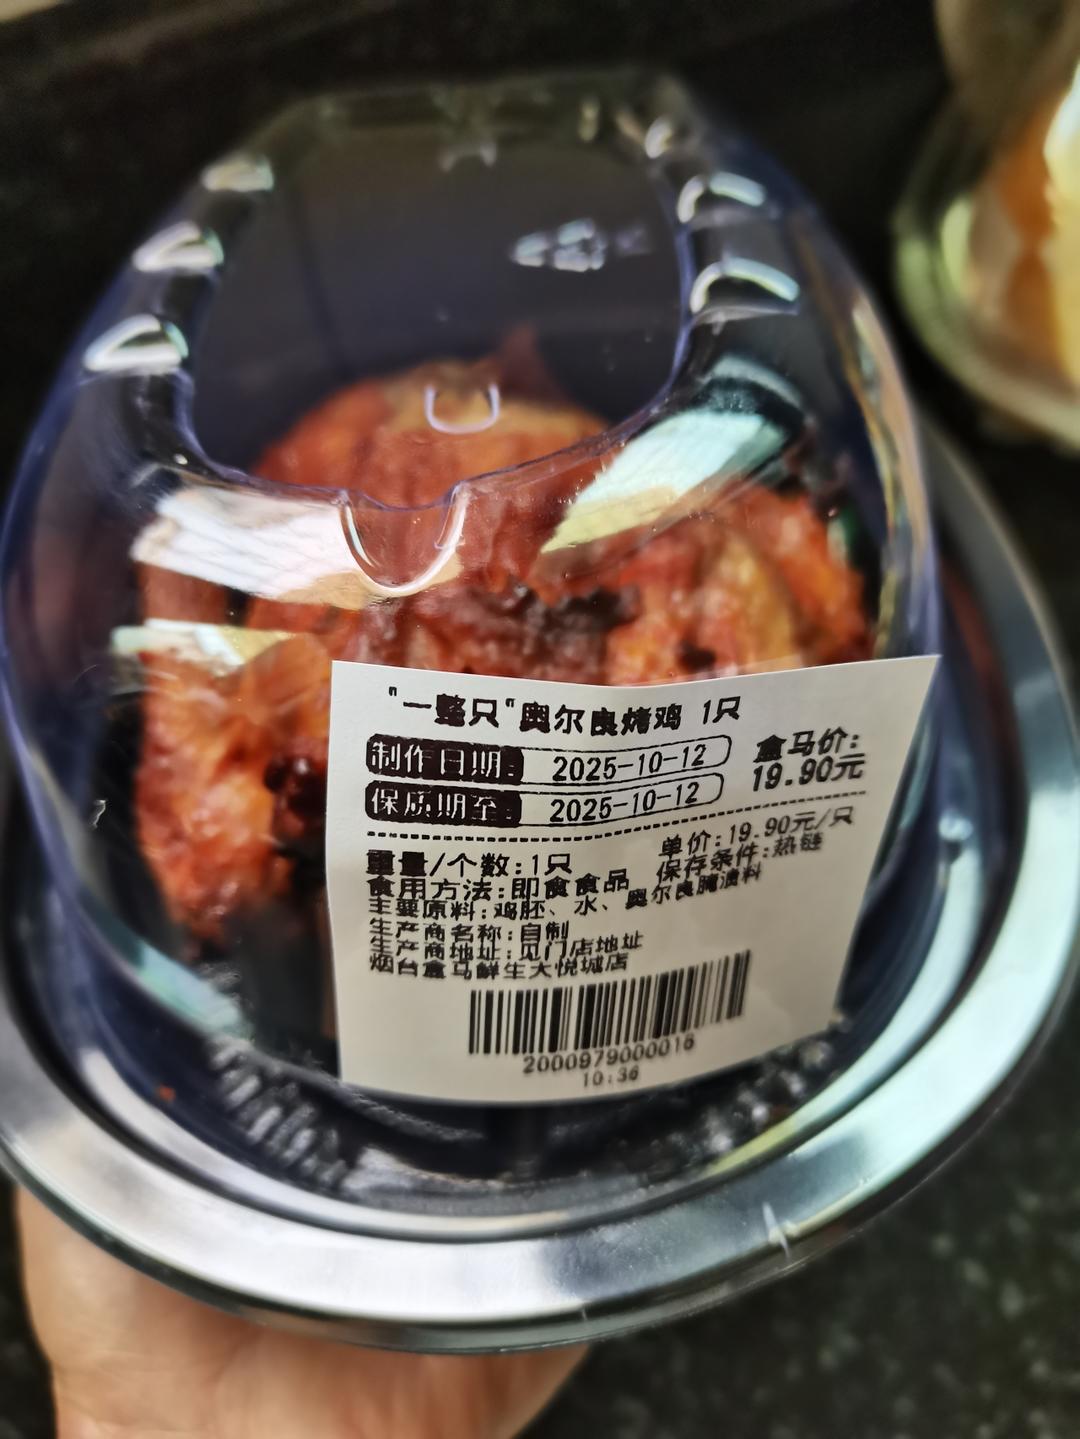 "一整只"奥尔良烤鸡 1只
制作日期: 2025-10-12
保质期至: 2025-10-12
盒马价:
19.90元
单价:19.90元/只
重量/个数:1只
保存条件:热链
食用方法:即食食品
主要原料:鸡胚、水、奥尔良腌渍料
生产商名称:自制
生产商地址:见门店地址
烟台盒马鲜生大悦城店
2000979000016
10:36